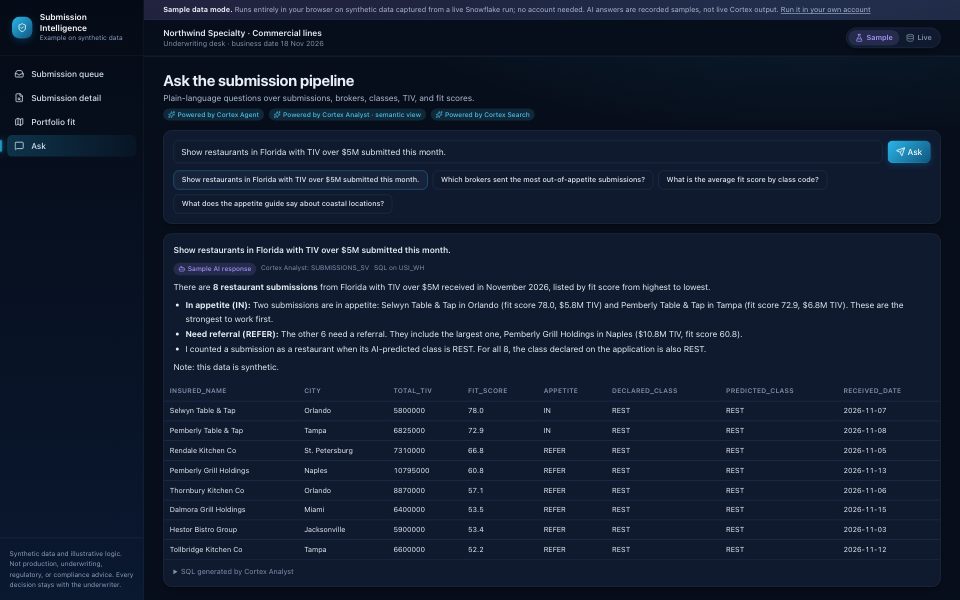 Submission
Intelligence
Example on synthetic data
Submission queue
Submission detail
Portfolio fit
Ask
Synthetic data and illustrative logic.
Not production, underwriting,
regulatory, or compliance advice. Every
decision stays with the underwriter.
Sample data mode. Runs entirely in your browser on synthetic data captured from a live Snowflake run; no account needed. AI answers are recorded samples, not live Cortex output. Run it in your own account
Northwind Specialty · Commercial lines
Underwriting desk · business date 18 Nov 2026
Sample Live
Ask the submission pipeline
Plain-language questions over submissions, brokers, classes, TIV, and fit scores.
Powered by Cortex Agent Powered by Cortex Analyst · semantic view Powered by Cortex Search
Show restaurants in Florida with TIV over $5M submitted this month. Ask
Show restaurants in Florida with TIV over $5M submitted this month. Which brokers sent the most out-of-appetite submissions? What is the average fit score by class code?
What does the appetite guide say about coastal locations?
Show restaurants in Florida with TIV over $5M submitted this month.
Sample AI response Cortex Analyst: SUBMISSIONS_SV SQL on USI_WH
There are 8 restaurant submissions from Florida with TIV over $5M received in November 2026, listed by fit score from highest to lowest.
• In appetite (IN): Two submissions are in appetite: Selwyn Table & Tap in Orlando (fit score 78.0, $5.8M TIV) and Pemberly Table & Tap in Tampa (fit score 72.9, $6.8M TIV). These are the
strongest to work first.
• Need referral (REFER): The other 6 need a referral. They include the largest one, Pemberly Grill Holdings in Naples ($10.8M TIV, fit score 60.8).
• I counted a submission as a restaurant when its AI-predicted class is REST. For all 8, the class declared on the application is also REST.
Note: this data is synthetic.
INSURED_NAME CITY TOTAL_TIV FIT_SCORE APPETITE DECLARED_CLASS PREDICTED_CLASS RECEIVED_DATE
Selwyn Table & Tap Orlando 5800000 78.0 IN REST REST 2026-11-07
Pemberly Table & Tap Tampa 6825000 72.9 IN REST REST 2026-11-08
Rendale Kitchen Co St. Petersburg 7310000 66.8 REFER REST REST 2026-11-05
Pemberly Grill Holdings Naples 10795000 60.8 REFER REST REST 2026-11-13
Thornbury Kitchen Co Orlando 8870000 57.1 REFER REST REST 2026-11-06
Dalmora Grill Holdings Miami 6400000 53.5 REFER REST REST 2026-11-15
Hestor Bistro Group Jacksonville 5900000 53.4 REFER REST REST 2026-11-03
Tollbridge Kitchen Co Tampa 6600000 52.2 REFER REST REST 2026-11-12
▶ SQL generated by Cortex Analyst